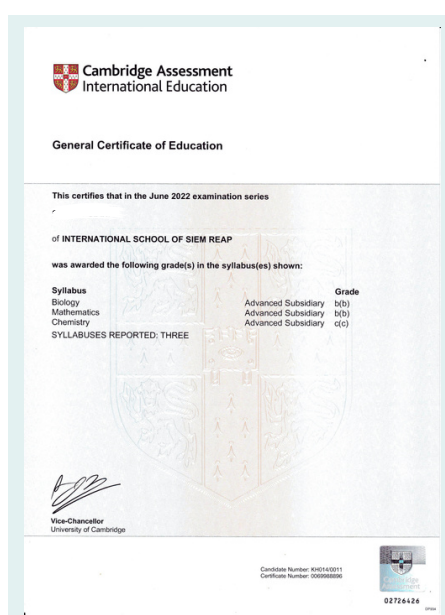 Cambridge Assessment
International Education
General Certificate of Education
This certifies that in the June 2022 examination series
of INTERNATIONAL SCHOOL OF SIEM REAP
was awarded the following grade(s) in the syllabus(es) shown:
Syllabus Grade
Biology Advanced Subsidiary b(b)
Mathematics Advanced Subsidiary b(b)
Chemistry Advanced Subsidiary c(c)
SYLLABUSES REPORTED: THREE
Vice-Chancellor
University of Cambridge
Candidate Number: KH014/0011
Certificate Number: 0069988896
02726426